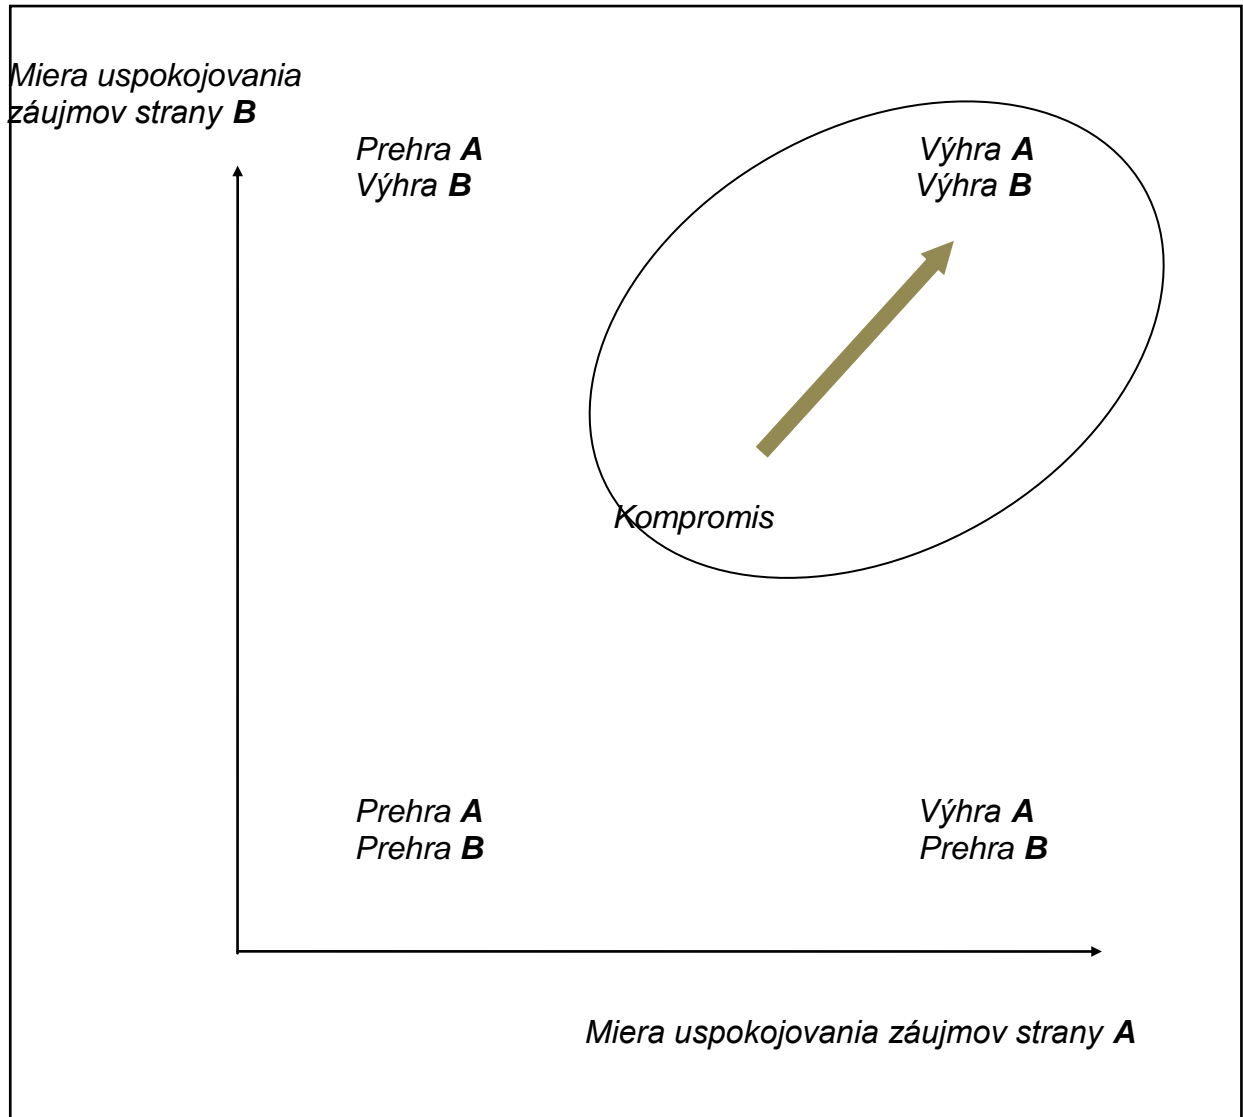 Miera uspokojovania
záujmov strany B
Prehra A
Výhra B
Výhra A
Výhra B
Kompromis
Prehra A
Prehra B
Výhra A
Prehra B
Miera uspokojovania záujmov strany A